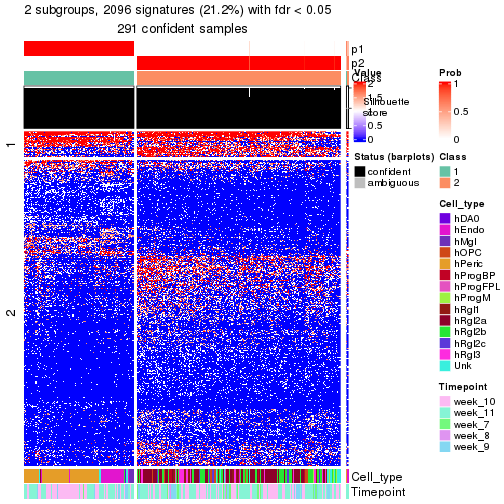 2 subgroups, 2096 signatures (21.2%) with fdr < 0.05
291 confident samples
p1
p2
Class
Silhouette
score
1
2
Cell_type
Timepoint
Value
2
1.5
1
0.5
0
Prob
1
0.5
0
Status (barplots)
confident
ambiguous
Class
1
2
Cell_type
hDA0
hEndo
hMgl
hOPC
hPeric
hProgBP
hProgFPL
hProgM
hRgl1
hRgl2a
hRgl2b
hRgl2c
hRgl3
Unk
Timepoint
week_10
week_11
week_7
week_8
week_9